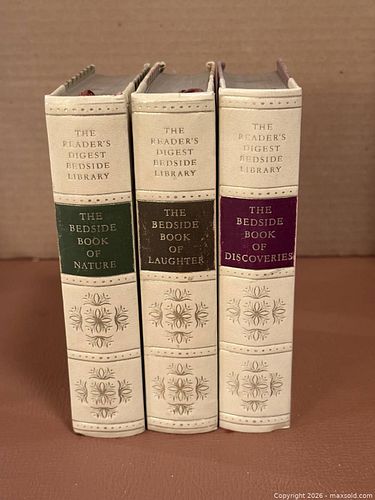 THE
READER'S
DIGEST
BEDSIDE
LIBRARY
THE
BEDSIDE
BOOK
OF
NATURE
THE
READER'S
DIGEST
BEDSIDE
LIBRARY
THE
BEDSIDE
BOOK OF
LAUGHTER
THE
READER'S
DIGEST
BEDSIDE
LIBRARY
THE
BEDSIDE
BOOK
OF
DISCOVERIES
Copyright © 2026 - maxsold.com